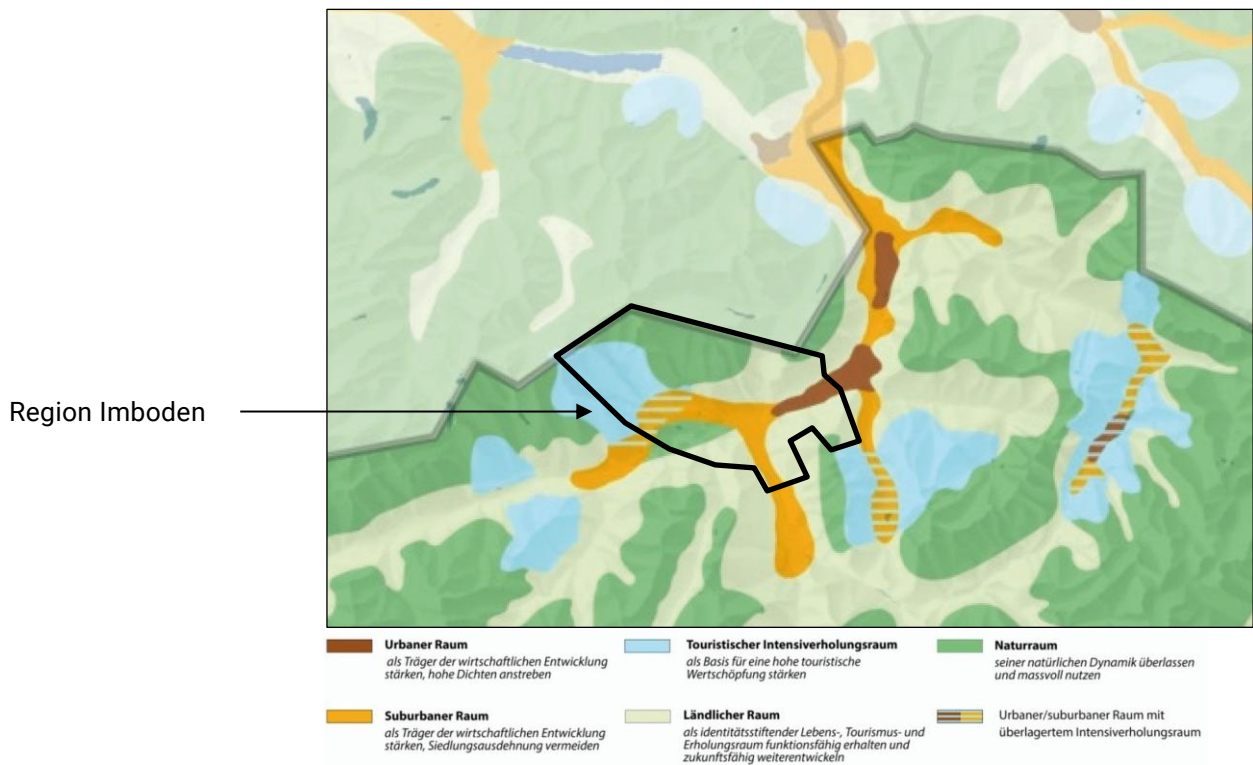 Region Imboden
Urbaner Raum
als Träger der wirtschaftlichen Entwicklung
stärken, hohe Dichten anstreben
Touristischer Intensiverholungsraum
als Basis für eine hohe touristische
Wertschöpfung stärken
Naturraum
seiner natürlichen Dynamik überlassen
und massvoll nutzen
Suburbaner Raum
als Träger der wirtschaftlichen Entwicklung
stärken, Siedlungsausdehnung vermeiden
Ländlicher Raum
als identitätsstiftender Lebens-, Tourismus- und
Erholungsraum funktionsfähig erhalten und
zukunftsfähig weiterentwickeln
Urbaner/suburbaner Raum mit
überlagertem Intensiverholungsraum